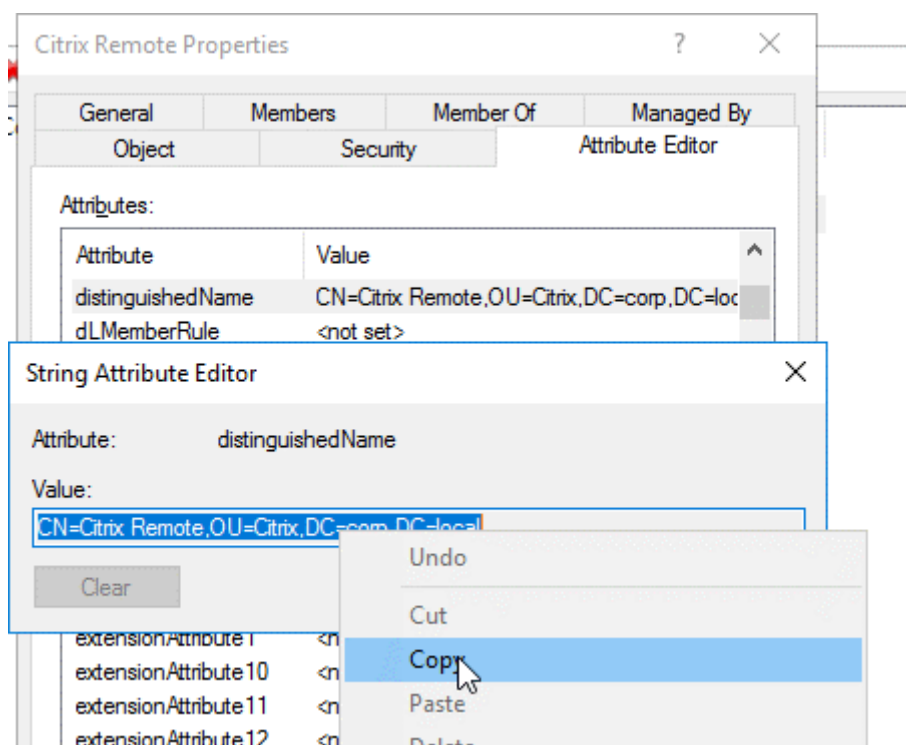 Citrix Remote Properties ?
General Members Member Of Managed By
Object Security Attribute Editor
Attributes:
Attribute Value
distinguishedName CN=Citrix Remote,OU=Citrix,DC=corp,DC=loc
dLMemberRule <not set>
String Attribute Editor
Attribute: distinguishedName
Value:
CN=Citrix Remote,OU=Citrix,DC=corp,DC=local
Undo
Clear
Cut
extensionAttribute1 <n
Copy
extensionAttribute10 <n
extensionAttribute11 <n
Paste
extensionAttribute12 <n
Delete